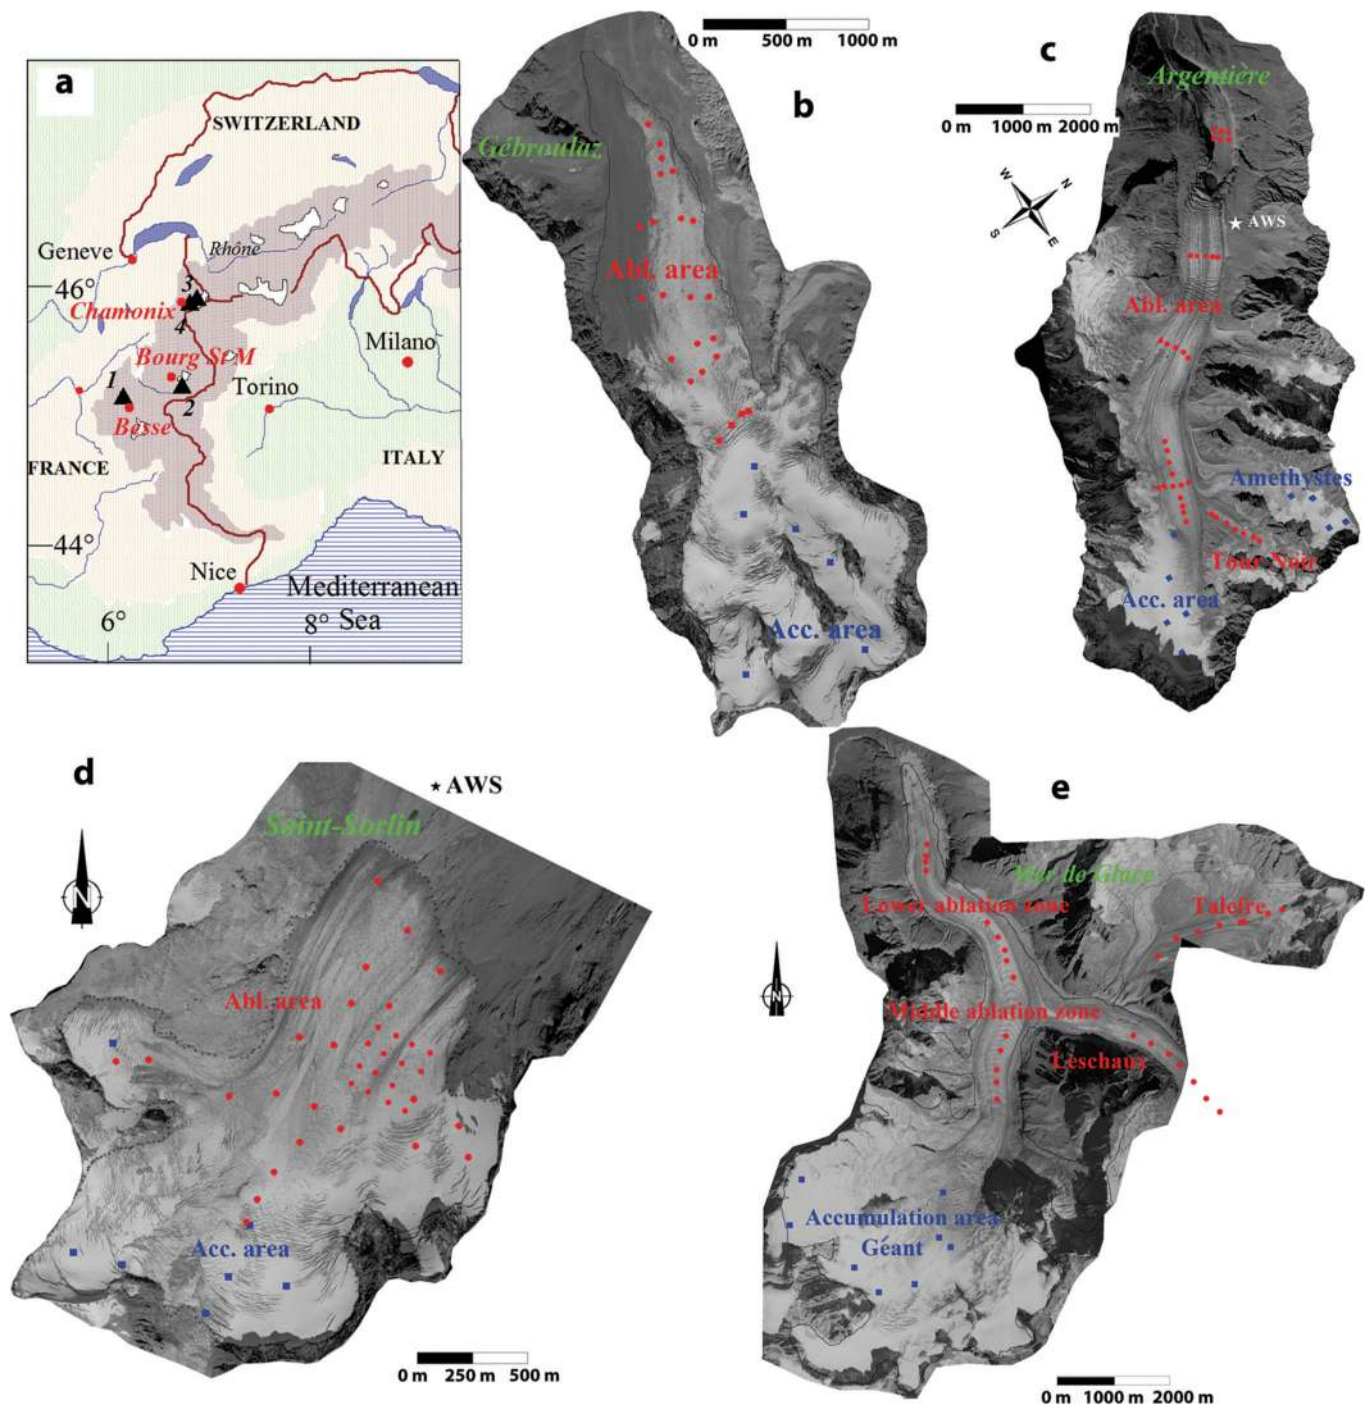 a
SWITZERLAND
Geneve
Rhône
46°
3
Chamonix
4
Bourg St M
Milano
1
Torino
2
Besse
FRANCE
ITALY
44°
Nice
Mediterranean
Sea
6°
8°
0 m 500 m 1000 m
b
Gébroulaz
Abl. area
Acc. area
c
Argentière
0 m 1000 m 2000 m
W
N
S
E
AWS
Abl. area
Amethystes
Tour Noir
Acc. area
d
AWS
Saint-Sorlin
N
Abl. area
Acc. area
0 m 250 m 500 m
e
Mer de Glace
Lower ablation zone
Talèfre
N
Middle ablation zone
Leschaux
Accumulation area
Géant
0 m 1000 m 2000 m